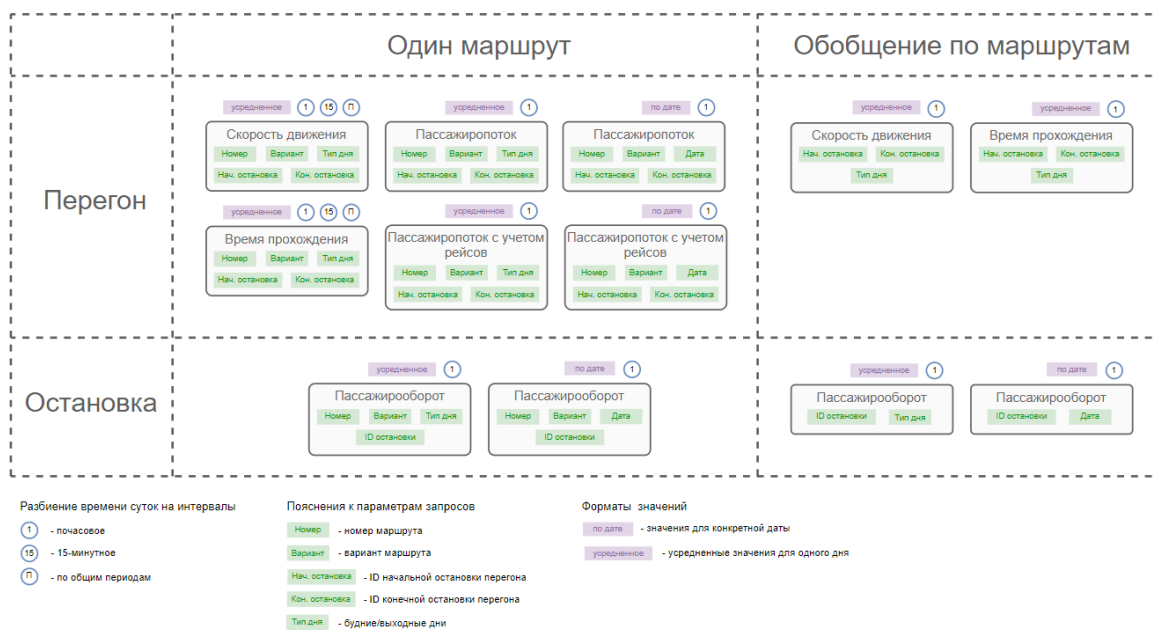 Один маршрут
Обобщение по маршрутам
Перегон
усредненное 1 15 П
Скорость движения
Номер Вариант Тип дня
Нач. остановка Кон. остановка
усредненное 1
Пассажиропоток
Номер Вариант Тип дня
Нач. остановка Кон. остановка
по дате 1
Пассажиропоток
Номер Вариант Дата
Нач. остановка Кон. остановка
усредненное 1
Скорость движения
Нач. остановка Кон. остановка
Тип дня
усредненное 1
Время прохождения
Нач. остановка Кон. остановка
Тип дня
усредненное 1 15 П
Время прохождения
Номер Вариант Тип дня
Нач. остановка Кон. остановка
усредненное 1
Пассажиропоток с учетом
рейсов
Номер Вариант Тип дня
Нач. остановка Кон. остановка
по дате 1
Пассажиропоток с учетом
рейсов
Номер Вариант Дата
Нач. остановка Кон. остановка
Остановка
усредненное 1
Пассажирооборот
Номер Вариант Тип дня
ID остановки
по дате 1
Пассажирооборот
Номер Вариант Дата
ID остановки
усредненное 1
Пассажирооборот
ID остановки Тип дня
по дате 1
Пассажирооборот
ID остановки Дата
Разбиение времени суток на интервалы
1 - почасовое
15 - 15-минутное
П - по общим периодам
Пояснения к параметрам запросов
Номер - номер маршрута
Вариант - вариант маршрута
Нач. остановка - ID начальной остановки перегона
Кон. остановка - ID конечной остановки перегона
Тип дня - будние/выходные дни
Форматы значений
по дате - значения для конкретной даты
усредненное - усредненные значения для одного дня